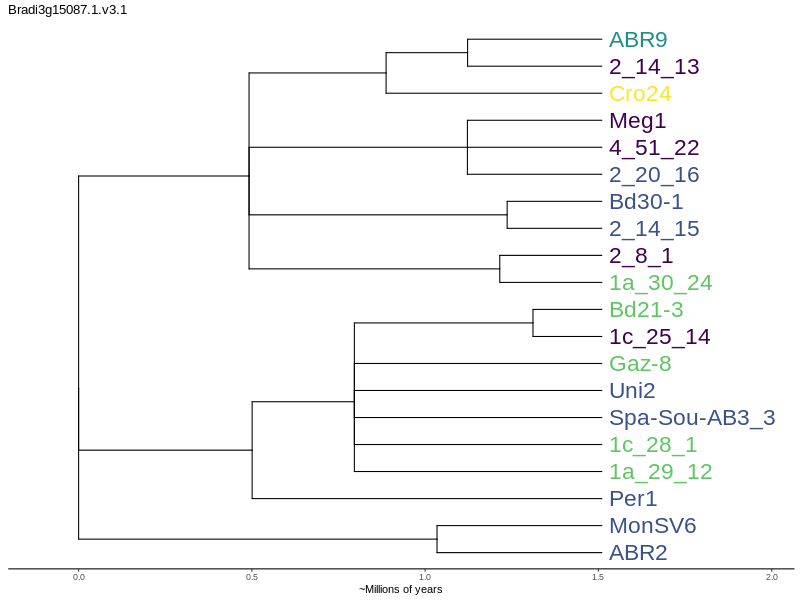 Bradi3g15087.1.v3.1
ABR9
2_14_13
Cro24
Meg1
4_51_22
2_20_16
Bd30-1
2_14_15
2_8_1
1a_30_24
Bd21-3
1c_25_14
Gaz-8
Uni2
Spa-Sou-AB3_3
1c_28_1
1a_29_12
Per1
MonSV6
ABR2
0.0 0.5 1.0 1.5 2.0
~Millions of years